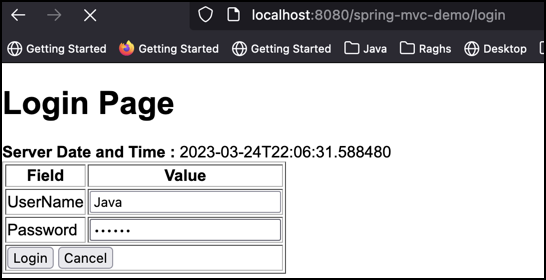 localhost:8080/spring-mvc-demo/login
Getting Started Getting Started Getting Started Java Raghs Desktop
Login Page
Server Date and Time : 2023-03-24T22:06:31.588480
Field Value
UserName Java
Password ••••••
Login Cancel